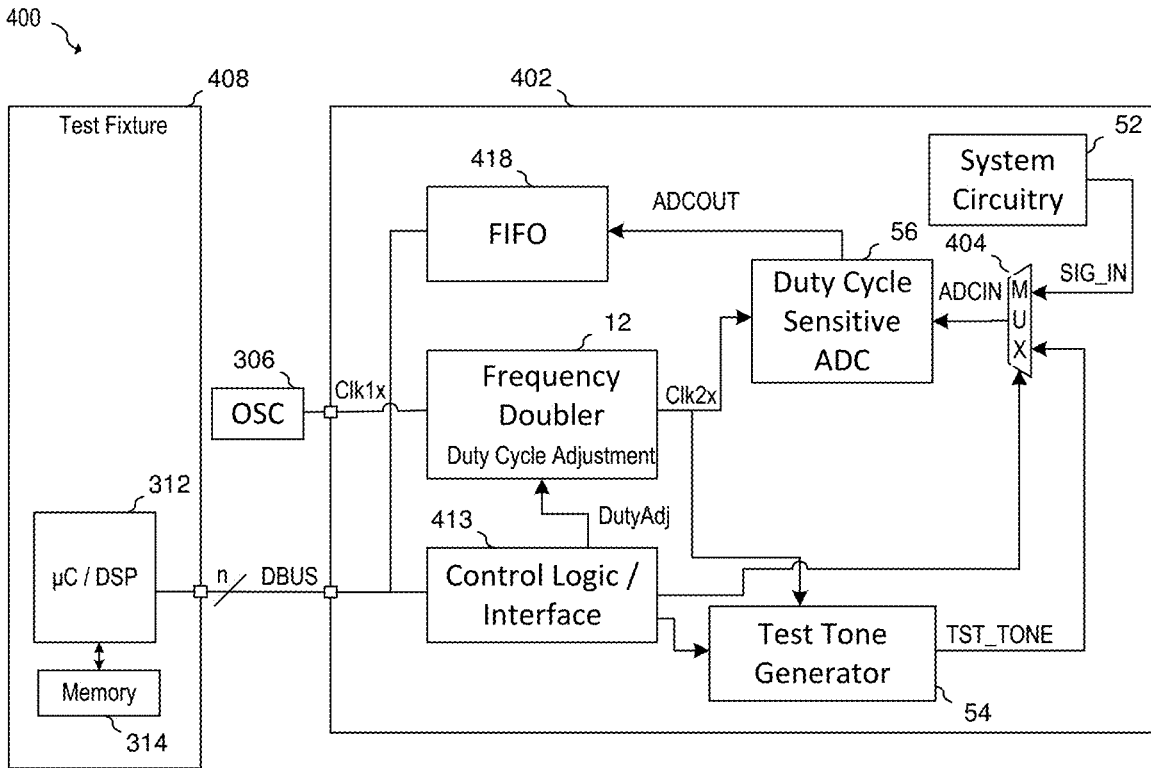 400
408
402
Test Fixture
52
System
Circuitry
418
FIFO
ADCOUT
56
404
Duty Cycle
Sensitive
ADC
ADCIN
M
U
X
SIG_IN
12
306
OSC
Clk1x
Frequency
Doubler
Duty Cycle Adjustment
Clk2x
312
µC / DSP
n
DBUS
413
DutyAdj
Control Logic /
Interface
Test Tone
Generator
TST_TONE
54
Memory
314